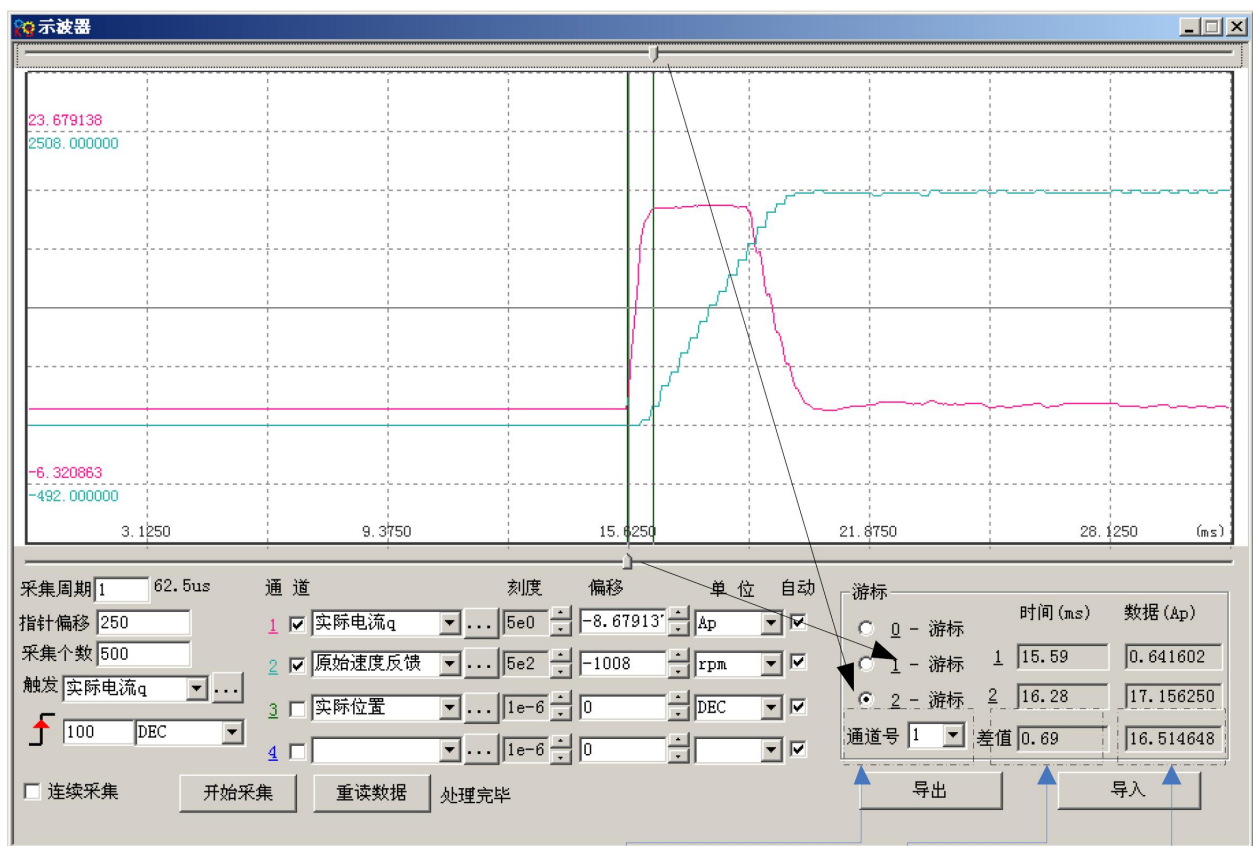 示波器
23.679138
2508.000000
-6.320863
-492.000000
3.1250 9.3750 15.6250 21.8750 28.1250 (ms)
采集周期 1 62.5us
指针偏移 250
采集个数 500
触发 实际电流q ...
100 DEC
连续采集 开始采集 重读数据 处理完毕
通 道 刻度 偏移 单 位 自动
1 实际电流q ... 5e0 -8.67913 Ap
2 原始速度反馈 ... 5e2 -1008 rpm
3 实际位置 ... 1e-6 0 DEC
4 ... 1e-6 0
游标
时间(ms) 数据(Ap)
0 - 游标
1 - 游标 1 15.59 0.641602
2 - 游标 2 16.28 17.156250
通道号 1 差值 0.69 16.514648
导出 导入